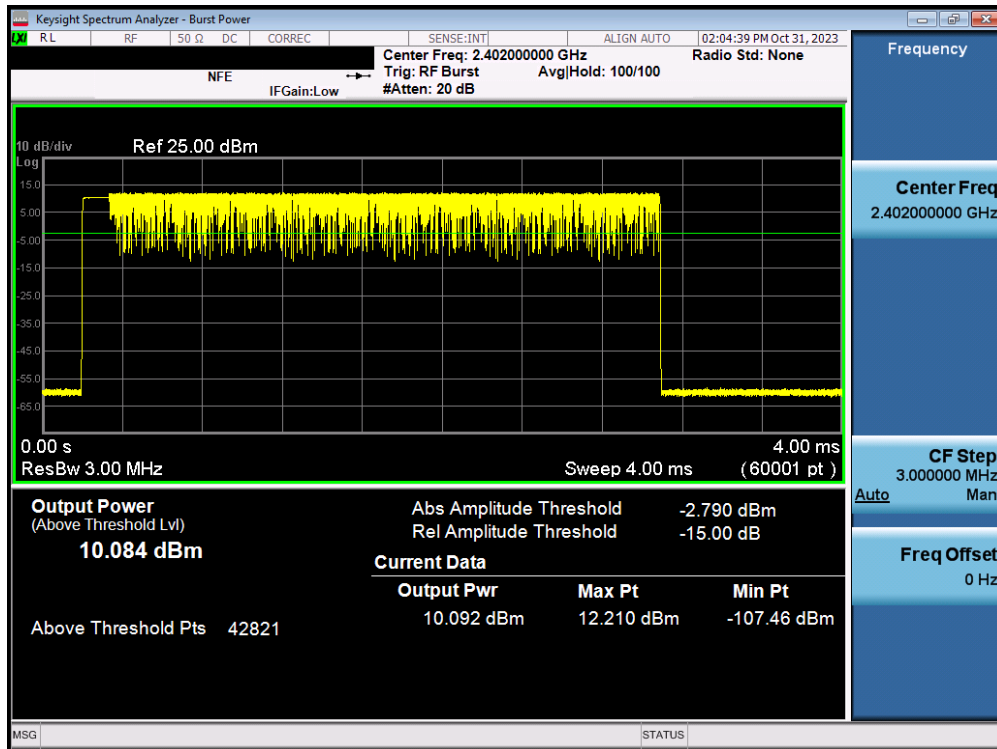 Keysight Spectrum Analyzer - Burst Power
LXI RL RF 50 Ω DC CORREC SENSE:INT ALIGN AUTO 02:04:39 PM Oct 31, 2023
Center Freq: 2.402000000 GHz Radio Std: None
NFE Trig: RF Burst Avg|Hold: 100/100
IFGain:Low #Atten: 20 dB
Frequency
10 dB/div Ref 25.00 dBm
Log
15.0
5.00
-5.00
-15.0
-25.0
-35.0
-45.0
-55.0
-65.0
0.00 s 4.00 ms
ResBw 3.00 MHz Sweep 4.00 ms (60001 pt)
Output Power
(Above Threshold Lvl)
10.084 dBm
Above Threshold Pts 42821
Abs Amplitude Threshold -2.790 dBm
Rel Amplitude Threshold -15.00 dB
Current Data
Output Pwr Max Pt Min Pt
10.092 dBm 12.210 dBm -107.46 dBm
Center Freq
2.402000000 GHz
CF Step
3.000000 MHz
Auto Man
Freq Offset
0 Hz
MSG STATUS